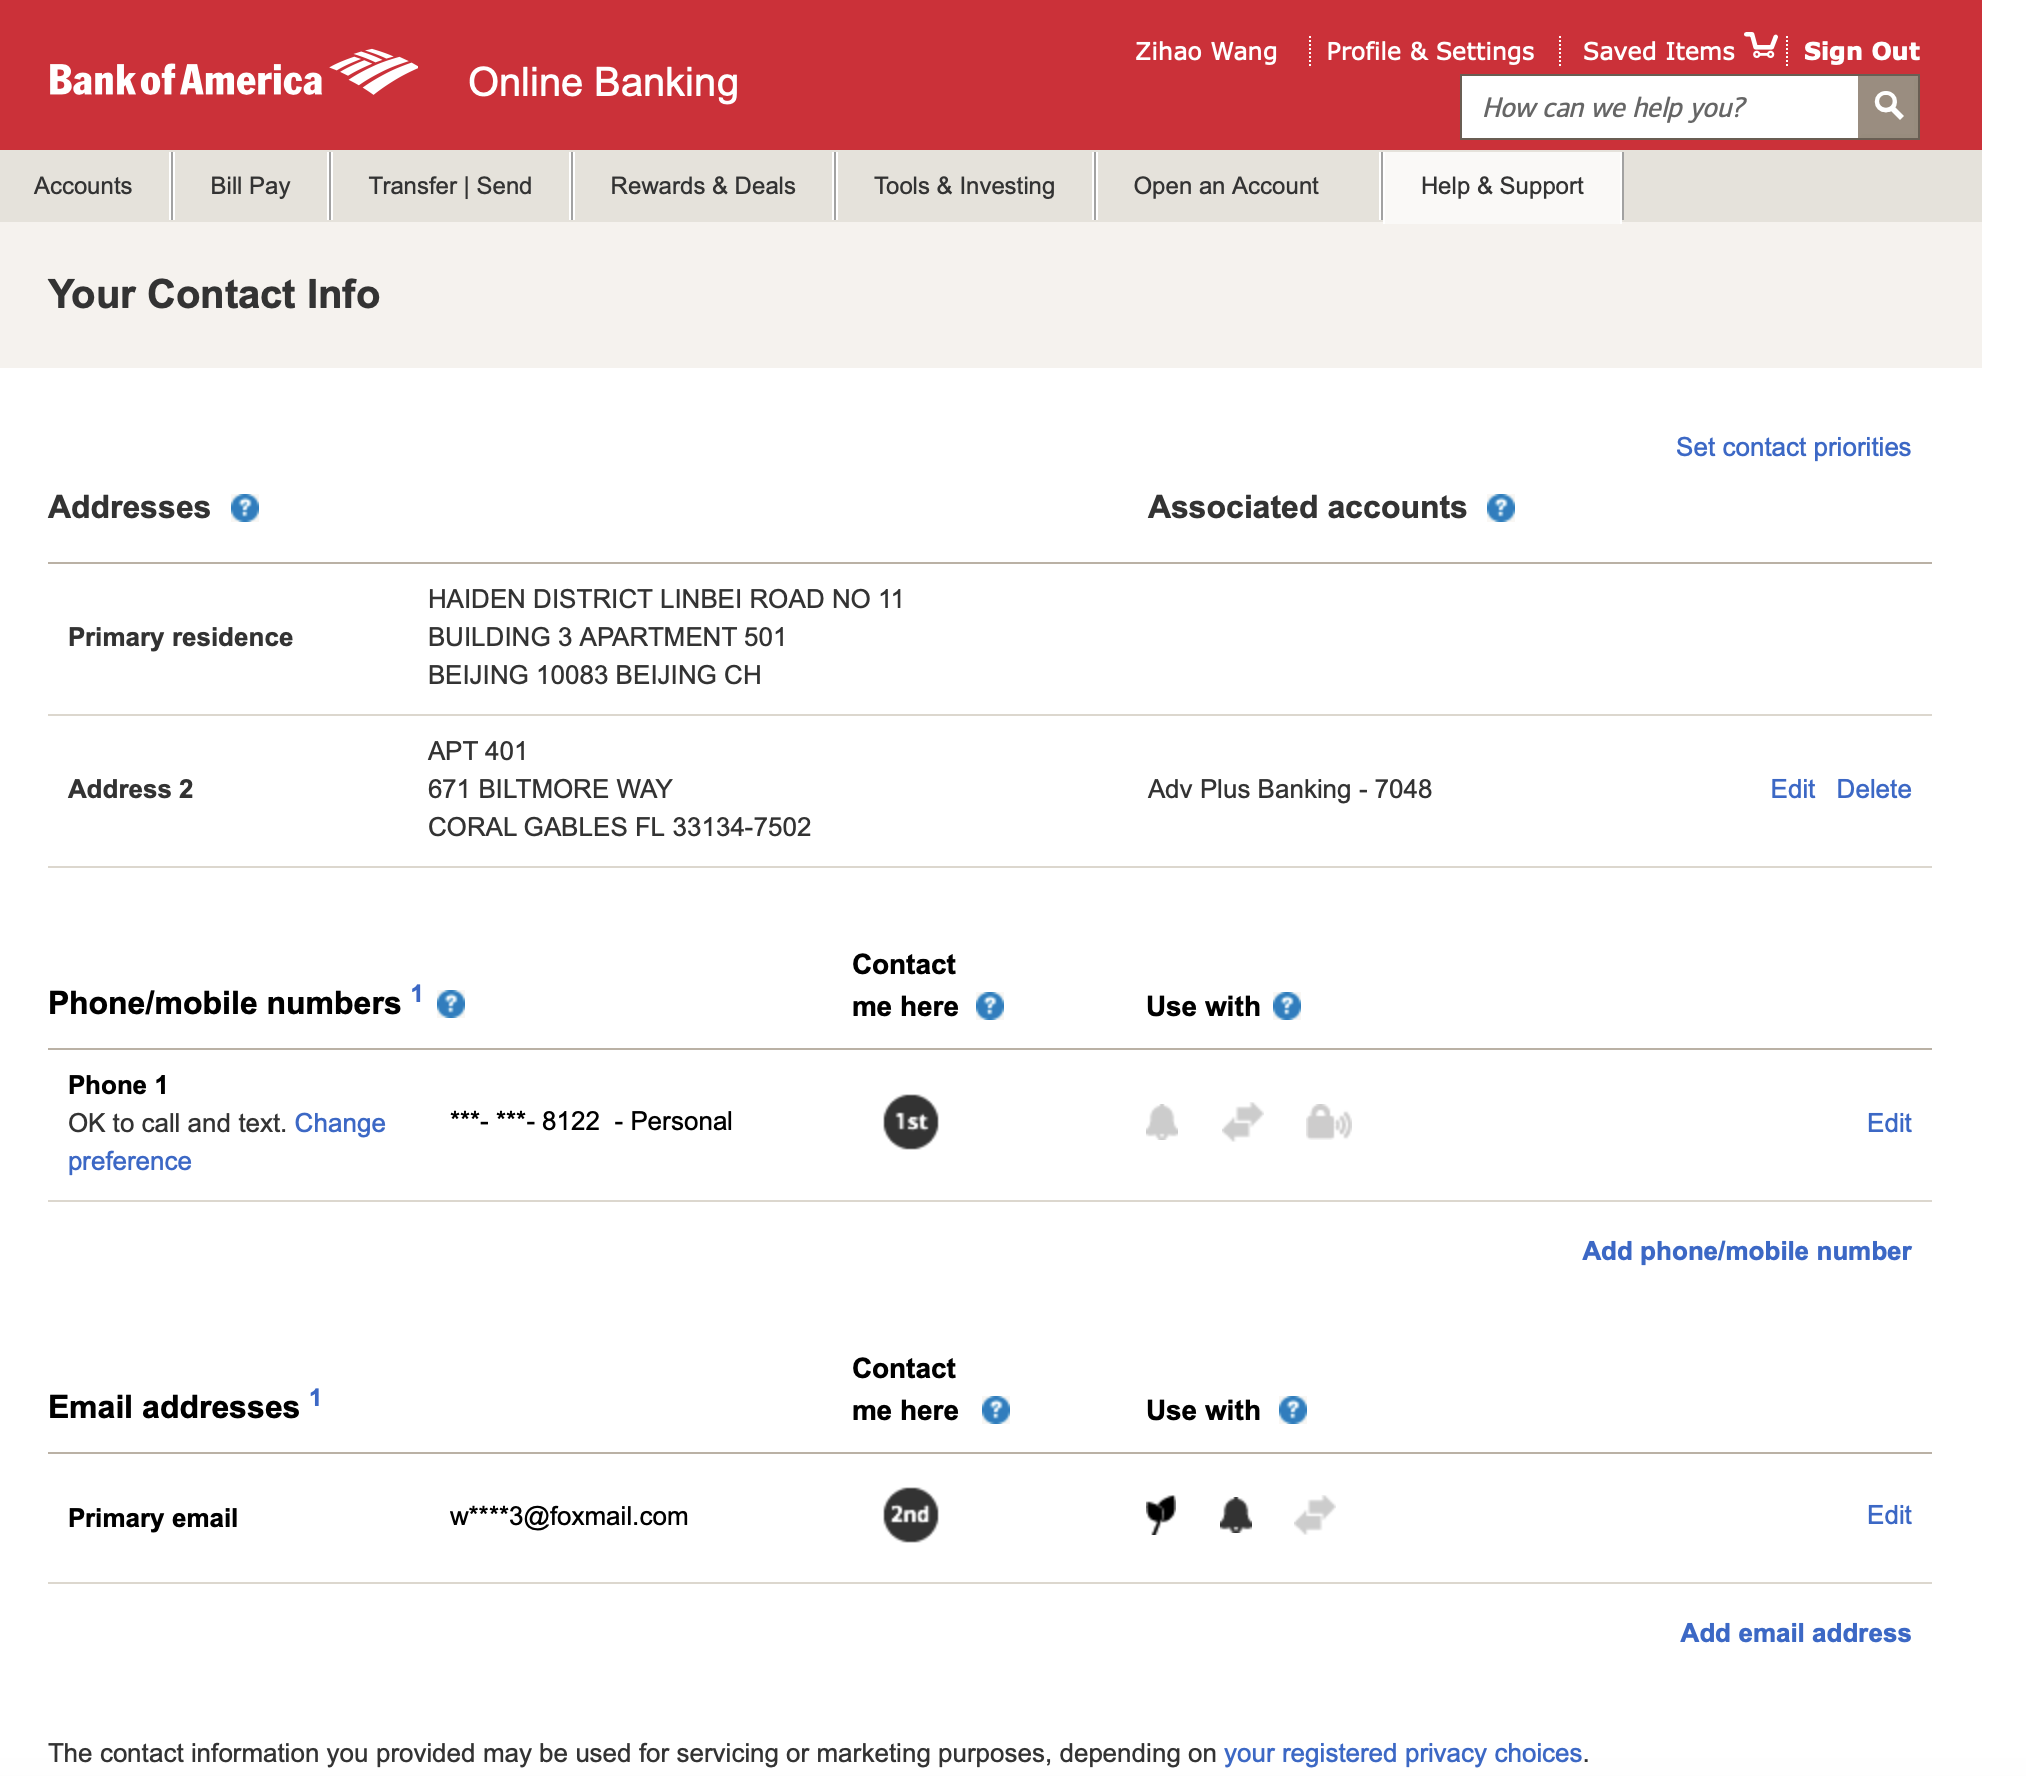 Bank of America Online Banking
Zihao Wang Profile & Settings Saved Items Sign Out
How can we help you?
Accounts Bill Pay Transfer | Send Rewards & Deals Tools & Investing Open an Account Help & Support
Your Contact Info
Set contact priorities
Addresses ? Associated accounts ?
Primary residence
HAIDEN DISTRICT LINBEI ROAD NO 11
BUILDING 3 APARTMENT 501
BEIJING 10083 BEIJING CH
Address 2
APT 401
671 BILTMORE WAY
CORAL GABLES FL 33134-7502
Adv Plus Banking - 7048
Edit Delete
Phone/mobile numbers 1 ?
Contact
me here ?
Use with ?
Phone 1
OK to call and text. Change
preference
***- ***- 8122 - Personal
1st
Edit
Add phone/mobile number
Email addresses 1
Contact
me here ?
Use with ?
Primary email w****3@foxmail.com 2nd Edit
Add email address
The contact information you provided may be used for servicing or marketing purposes, depending on your registered privacy choices.